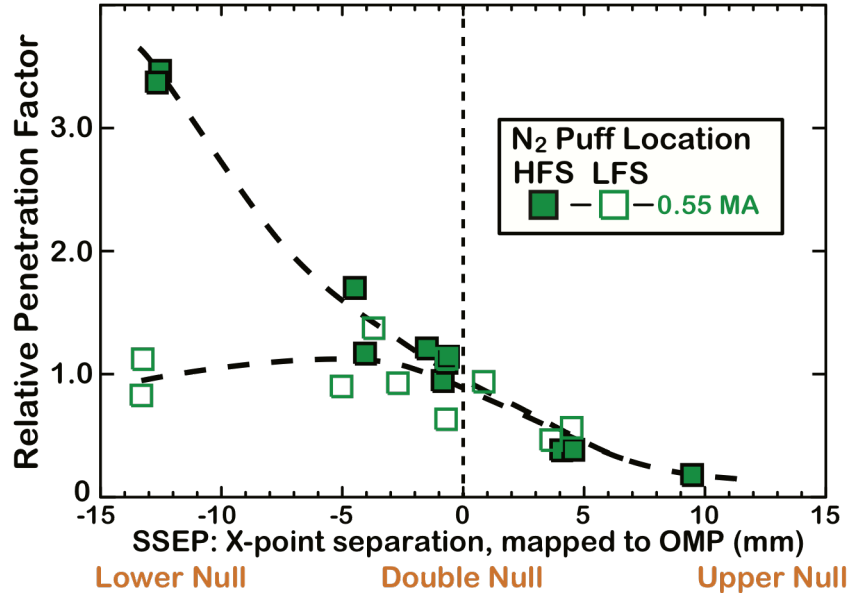 Relative Penetration Factor
3.0
2.0
1.0
0
N₂ Puff Location
HFS LFS
0.55 MA
-15 -10 -5 0 5 10 15
SSEP: X-point separation, mapped to OMP (mm)
Lower Null Double Null Upper Null